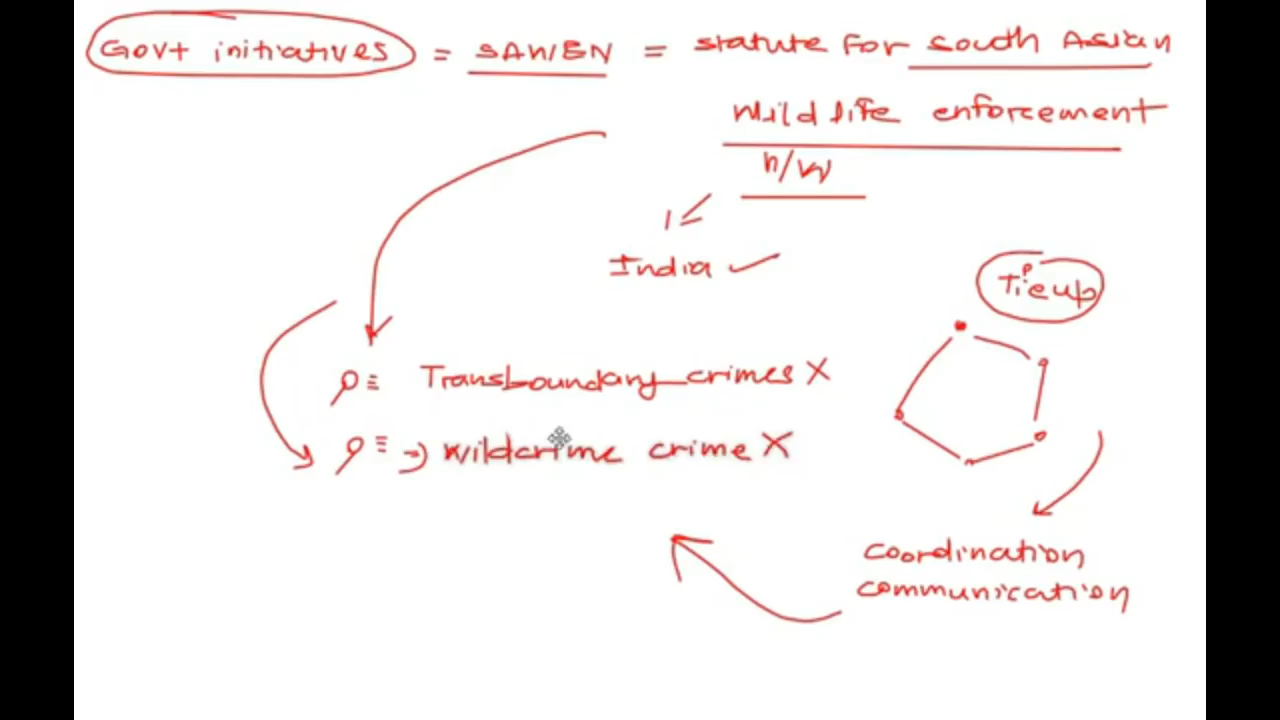 Govt initiatives = SAWEN = statute for south Asian
wild life enforcement
n/w
India ✓
Tieup
Transboundary crimes X
→ wildcrime crime X
coordination
communication